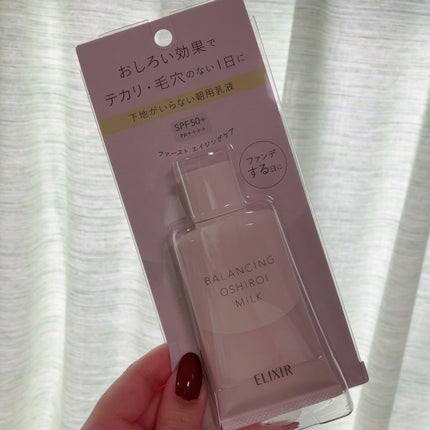 おしろい効果で
テカリ・毛穴のない1日に
下地がいらない朝用乳液
SPF50+
PA++++
ファースト エイジングケア
ファンデ
する日に
BALANCING
OSHIROI
MILK
ELIXIR